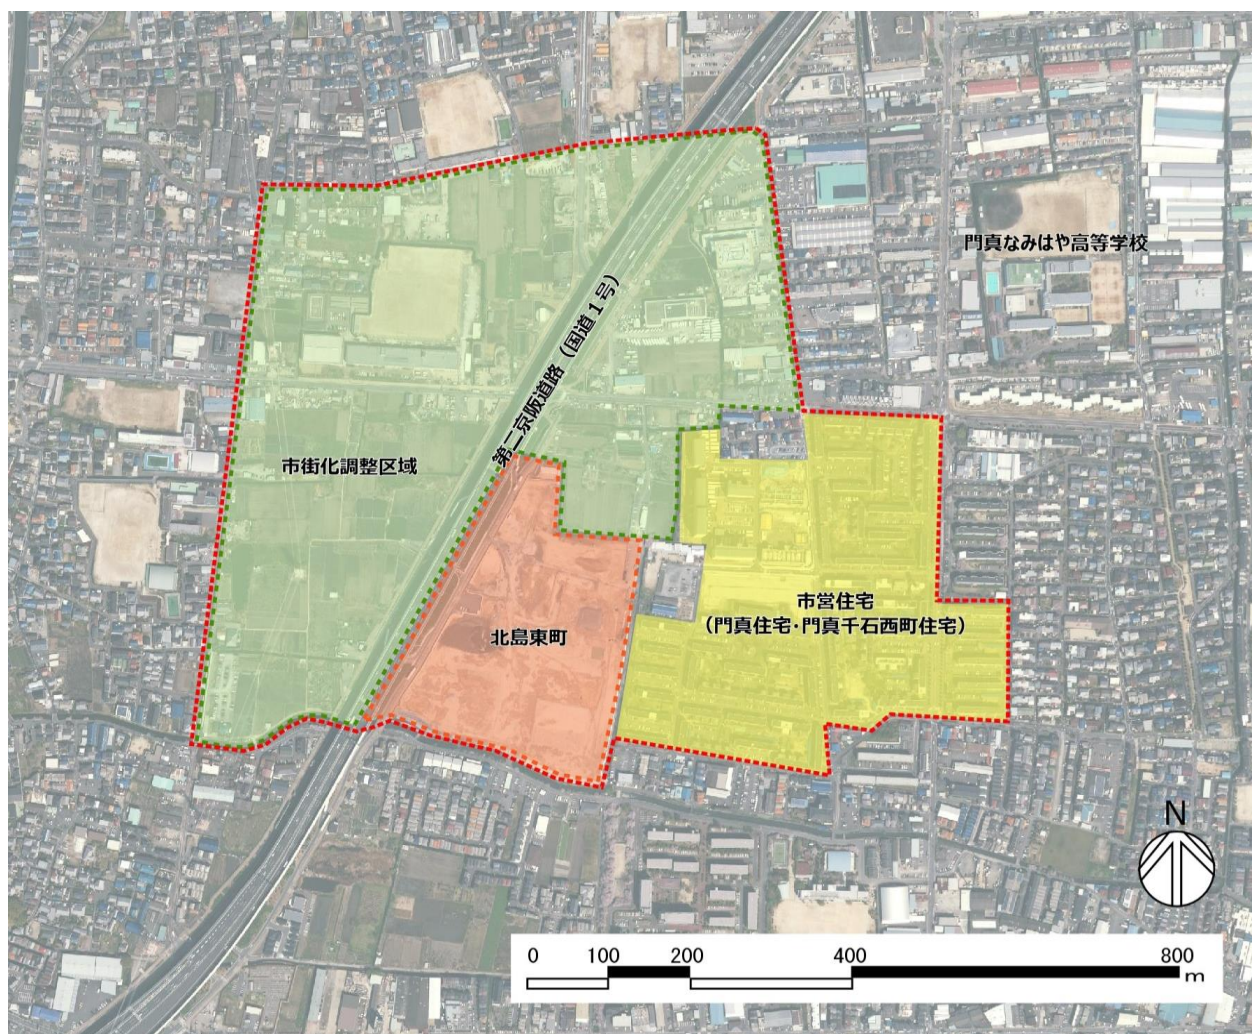 門真なみはや高等学校
第二京阪道路（国道１号）
市街化調整区域
市営住宅
（門真住宅・門真千石西町住宅）
北島東町
N
0 100 200 400 800
m